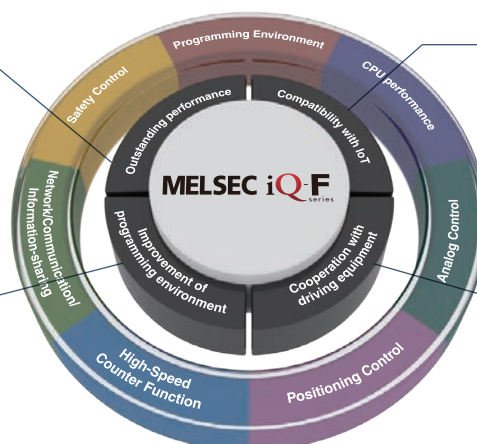 Programming Environment
CPU performance
Analog Control
Positioning Control
High-Speed
Counter Function
Network/Communication/
Information-sharing
Safety Control
Outstanding performance
Compatibility with IoT
Cooperation with
driving equipment
Improvement of
programming environment
MELSEC iQ-F
series